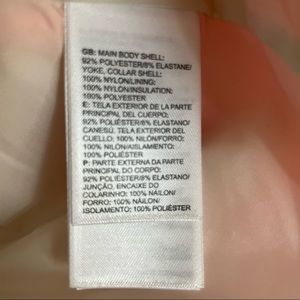 GB: MAIN BODY SHELL:
92% POLYESTER/8% ELASTANE/
YOKE, COLLAR SHELL:
100% NYLON/LINING:
100% NYLON/INSULATION:
100% POLYESTER
E: TELA EXTERIOR DE LA PARTE
PRINCIPAL DEL CUERPO:
92% POLIÉSTER/8% ELASTANO/
CANESÚ, TELA EXTERIOR DEL
CUELLO: 100% NILÓN/FORRO:
100% NILÓN/AISLAMIENTO:
100% POLIÉSTER
P: PARTE EXTERNA DA PARTE
PRINCIPAL DO CORPO:
92% POLIÉSTER/8% ELASTANO/
JUNÇÃO, ENCAIXE DO
COLARINHO: 100% NÁILON/
FORRO: 100% NÁILON/
ISOLAMENTO: 100% POLIÉSTER